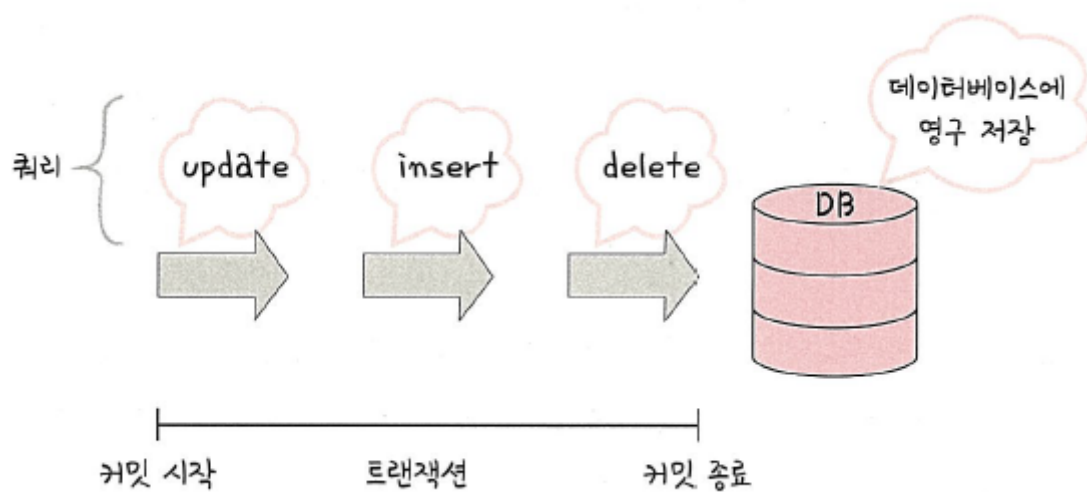 데이터베이스에
영구 저장
쿼리
update
insert
delete
DB
커밋 시작
트랜잭션
커밋 종료